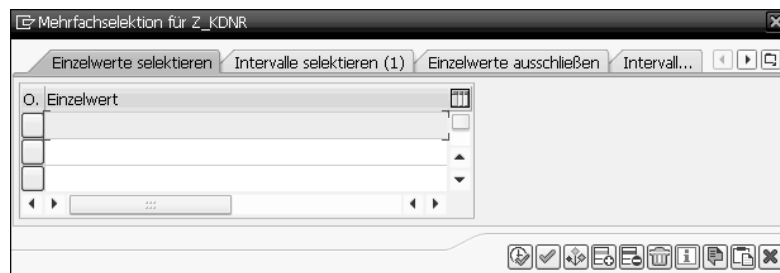 Mehrfachselektion für Z_KDNR
Einzelwerte selektieren
Intervalle selektieren (1)
Einzelwerte ausschließen
Intervall...
O. Einzelwert